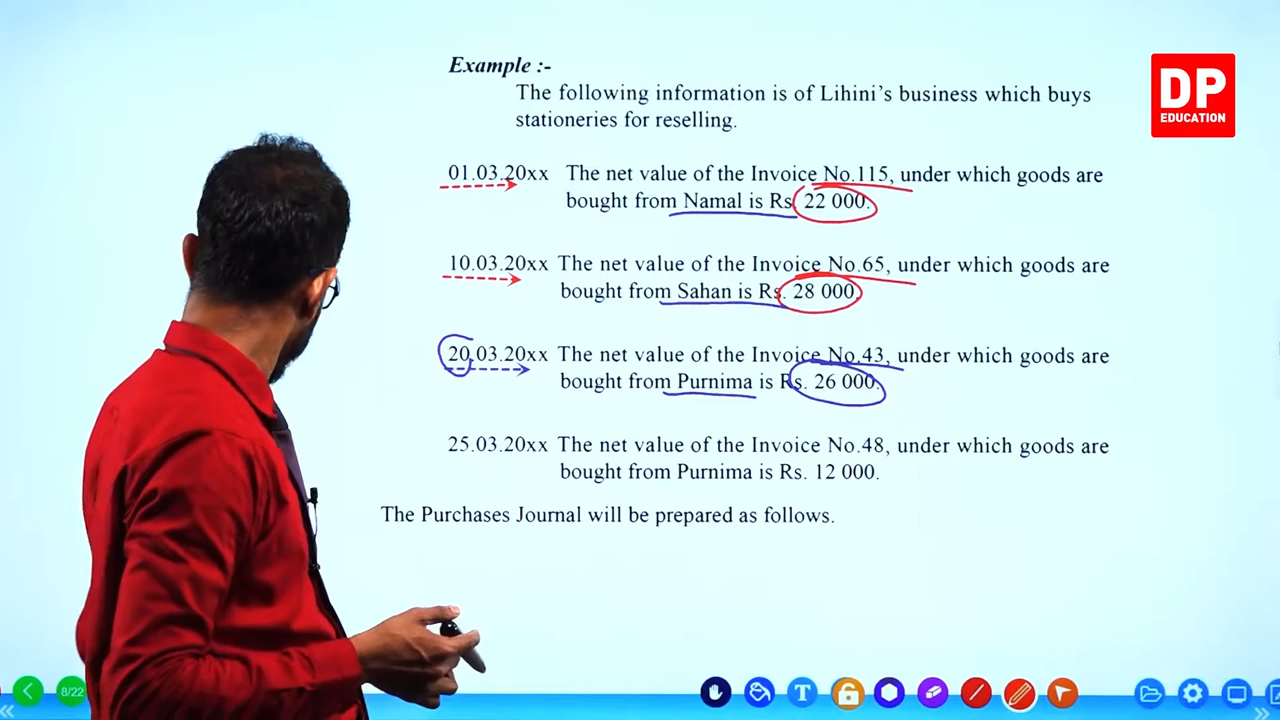 Example :-
The following information is of Lihini's business which buys
stationeries for reselling.
01.03.20xx The net value of the Invoice No.115, under which goods are
bought from Namal is Rs. 22 000.
10.03.20xx The net value of the Invoice No.65, under which goods are
bought from Sahan is Rs. 28 000.
20.03.20xx The net value of the Invoice No.43, under which goods are
bought from Purnima is Rs. 26 000.
25.03.20xx The net value of the Invoice No.48, under which goods are
bought from Purnima is Rs. 12 000.
The Purchases Journal will be prepared as follows.
DP
EDUCATION
8/22
T